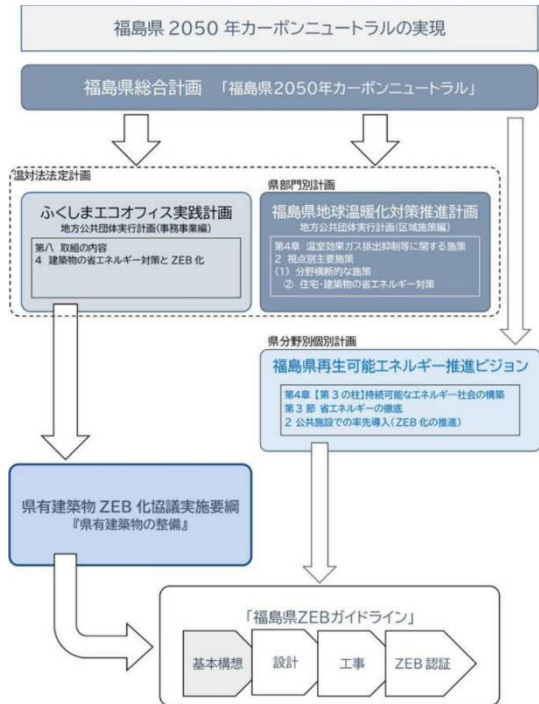 福島県 2050 年カーボンニュートラルの実現
福島県総合計画 「福島県2050年カーボンニュートラル」
温対法法定計画
県部門別計画
ふくしまエコオフィス実践計画
地方公共団体実行計画(事務事業編)
第八 取組の内容
4 建築物の省エネルギー対策と ZEB 化
福島県地球温暖化対策推進計画
地方公共団体実行計画(区域施策編)
第4章 温室効果ガス排出抑制等に関する施策
2 視点別主要施策
(1) 分野横断的な施策
② 住宅・建築物の省エネルギー対策
県分野別個別計画
福島県再生可能エネルギー推進ビジョン
第4章 【第3の柱】持続可能なエネルギー社会の構築
第3節 省エネルギーの徹底
2 公共施設での率先導入(ZEB 化の推進)
県有建築物 ZEB 化協議実施要綱
『県有建築物の整備』
「福島県ZEBガイドライン」
基本構想
設計
工事
ZEB 認証